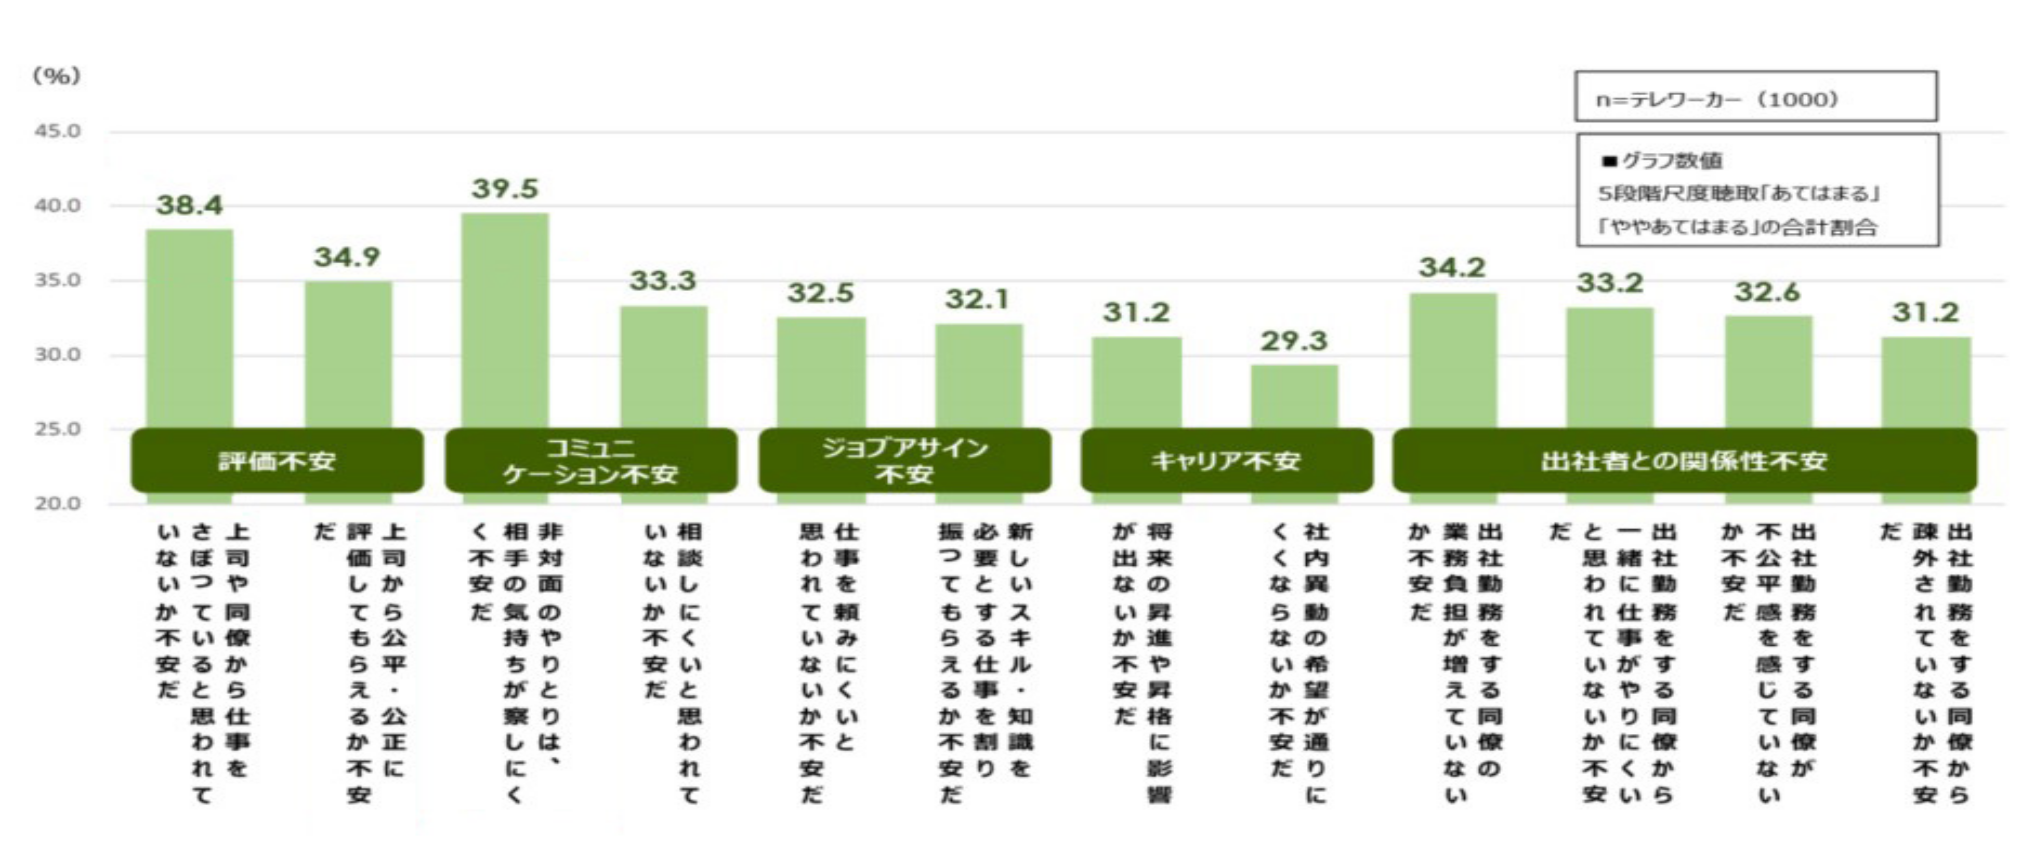 (%)
n=テレワーカー（1000）
■グラフ数値
5段階尺度聴取「あてはまる」
「ややあてはまる」の合計割合
45.0
40.0
35.0
30.0
25.0
20.0
38.4
34.9
39.5
33.3
32.5
32.1
31.2
29.3
34.2
33.2
32.6
31.2
評価不安
コミュニ
ケーション不安
ジョブアサイン
不安
キャリア不安
出社者との関係性不安
上司や同僚から仕事を
さぼっていると思われて
いないか不安だ
上司から公平・公正に
評価してもらえるか不安
だ
非対面のやりとりは、
相手の気持ちが察しにく
く不安だ
相談しにくいと思われて
いないか不安だ
仕事を頼みにくいと
思われていないか不安だ
新しいスキル・知識を
必要とする仕事を割り
振ってもらえるか不安だ
将来の昇進や昇格に影響
が出ないか不安だ
社内異動の希望が通りに
くくならないか不安だ
出社勤務をする同僚の
業務負担が増えていない
か不安だ
出社勤務をする同僚から
一緒に仕事がやりにくい
と思われていないか不安
だ
出社勤務をする同僚が
不公平感を感じていない
か不安だ
出社勤務をする同僚から
疎外されていないか不安
だ